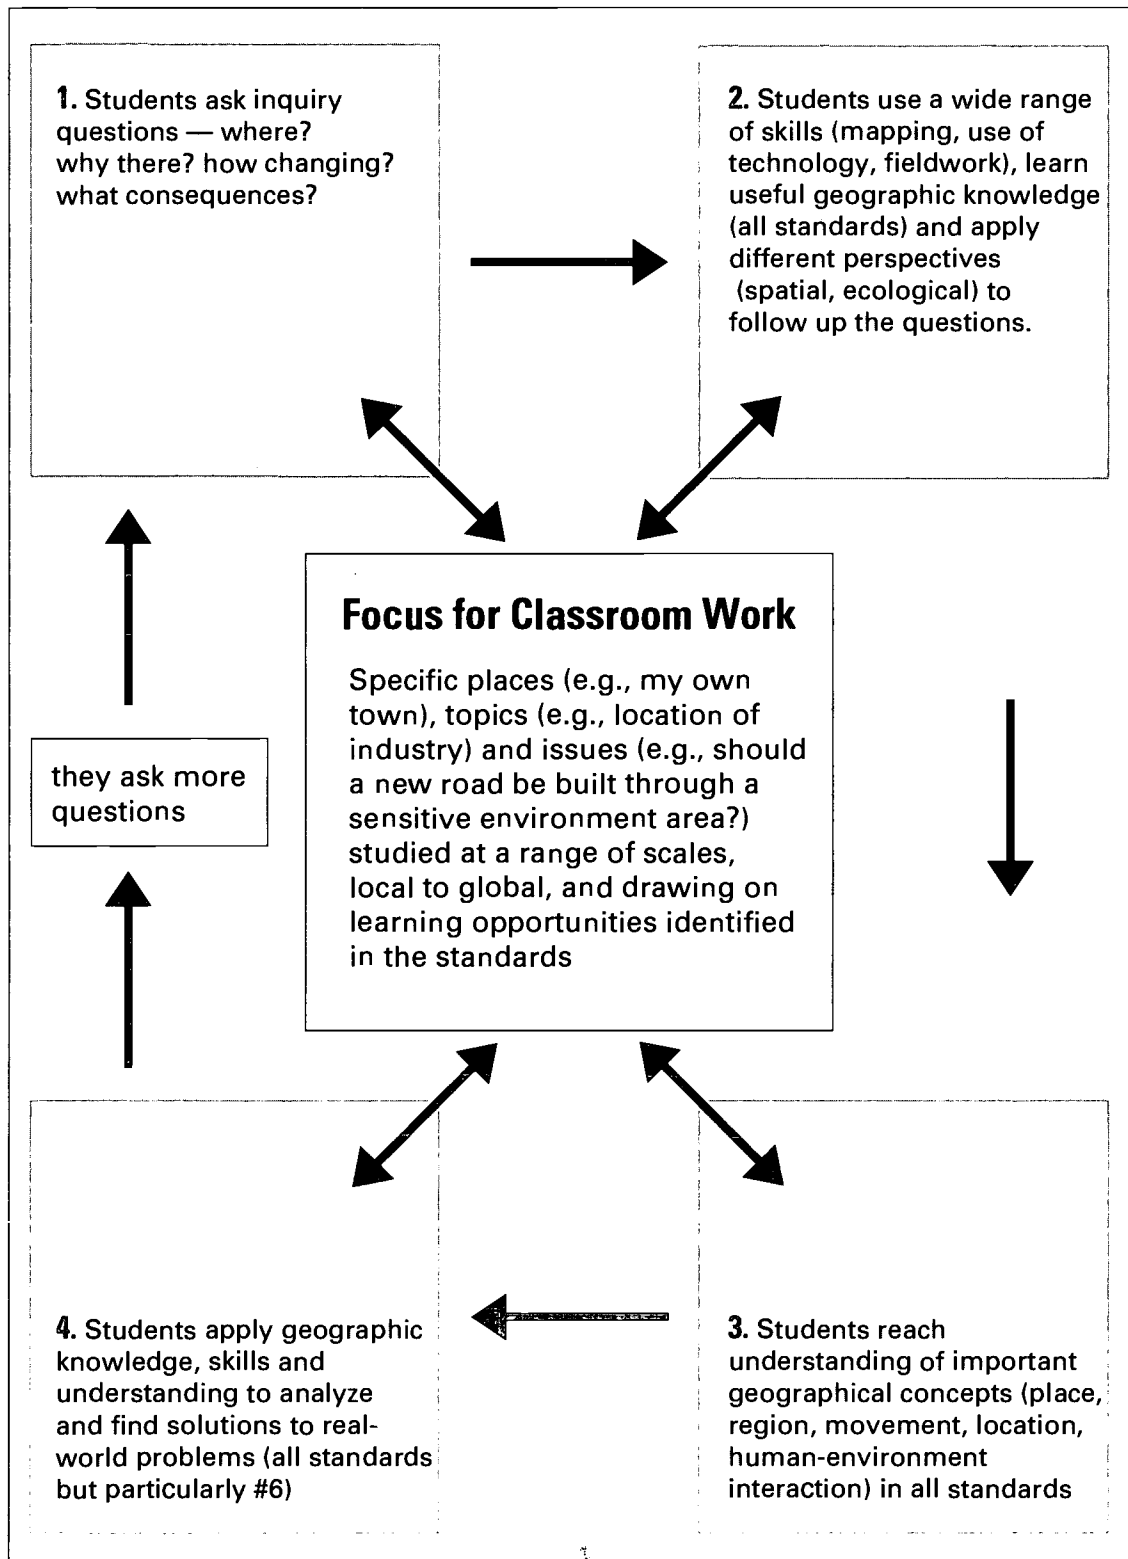 1. Students ask inquiry
questions — where?
why there? how changing?
what consequences?
2. Students use a wide range
of skills (mapping, use of
technology, fieldwork), learn
useful geographic knowledge
(all standards) and apply
different perspectives
(spatial, ecological) to
follow up the questions.
Focus for Classroom Work
Specific places (e.g., my own
town), topics (e.g., location of
industry) and issues (e.g., should
a new road be built through a
sensitive environment area?)
studied at a range of scales,
local to global, and drawing on
learning opportunities identified
in the standards
they ask more
questions
4. Students apply geographic
knowledge, skills and
understanding to analyze
and find solutions to real-
world problems (all standards
but particularly #6)
3. Students reach
understanding of important
geographical concepts (place,
region, movement, location,
human-environment
interaction) in all standards